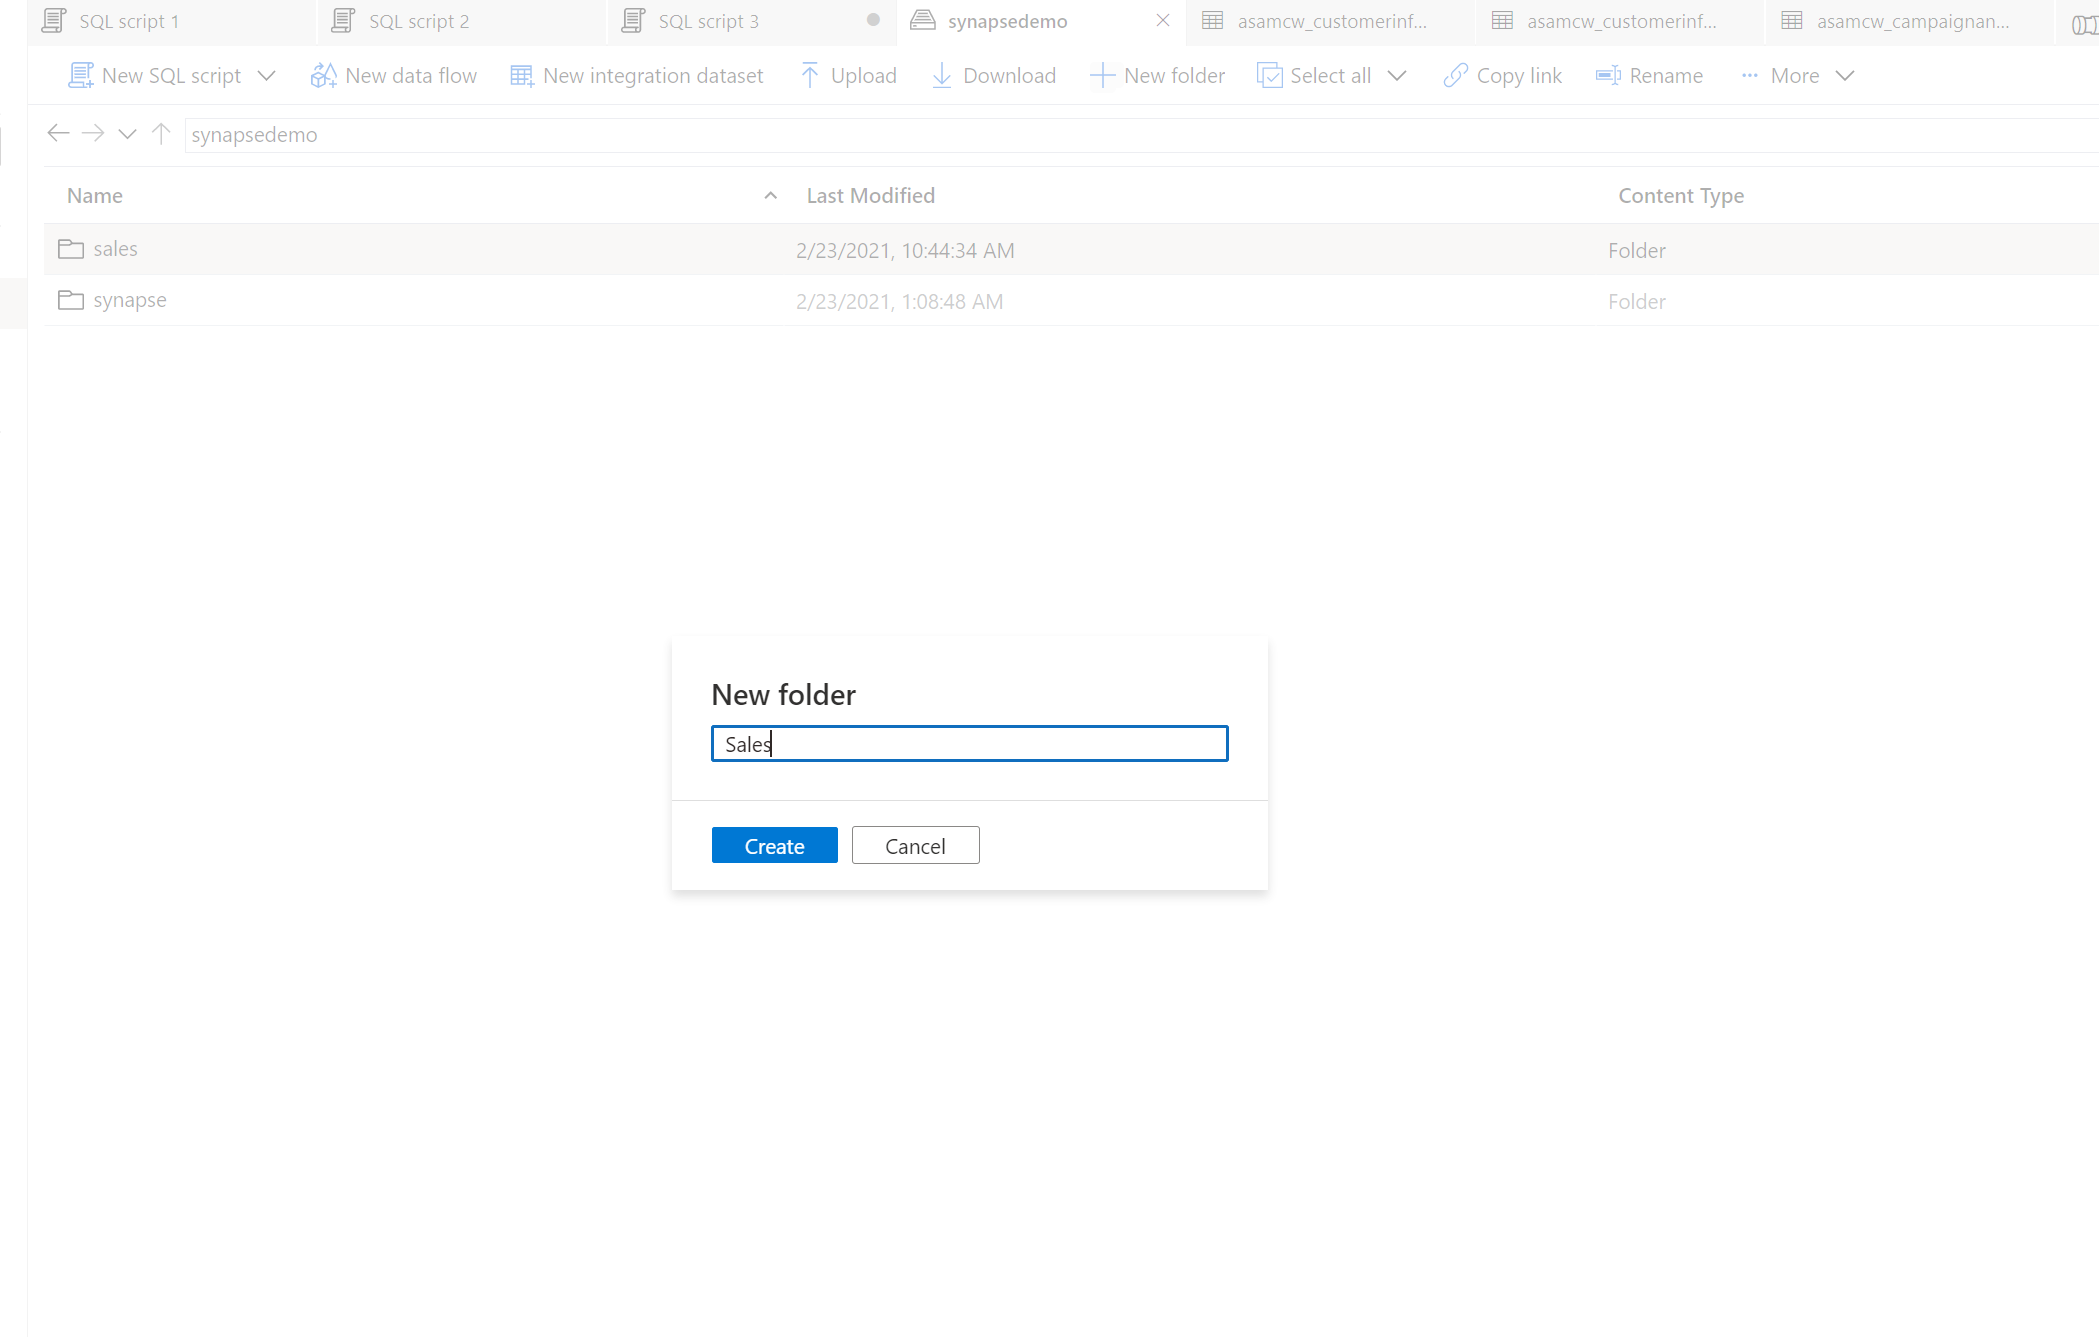 SQL script 1
SQL script 2
SQL script 3
synapsedemo
asamcw_customerinf...
asamcw_customerinf...
asamcw_campaignan...
New SQL script
New data flow
New integration dataset
Upload
Download
New folder
Select all
Copy link
Rename
More
synapsedemo
Name
Last Modified
Content Type
sales
2/23/2021, 10:44:34 AM
Folder
synapse
2/23/2021, 1:08:48 AM
Folder
New folder
Sales
Create
Cancel